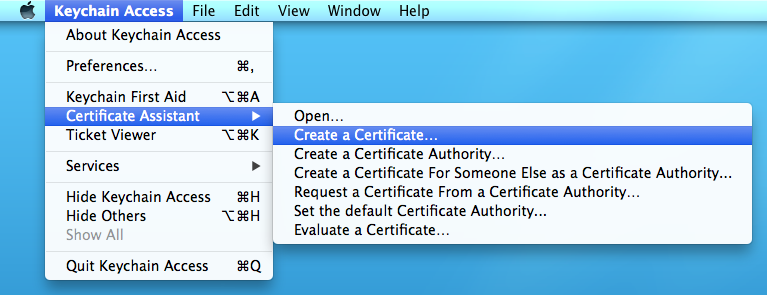 Keychain Access File Edit View Window Help
About Keychain Access
Preferences... ⌘,
Keychain First Aid ⌥⌘A
Certificate Assistant ▶
Ticket Viewer ⌥⌘K
Services ▶
Hide Keychain Access ⌘H
Hide Others ⌥⌘H
Show All
Quit Keychain Access ⌘Q
Open...
Create a Certificate...
Create a Certificate Authority...
Create a Certificate For Someone Else as a Certificate Authority...
Request a Certificate From a Certificate Authority...
Set the default Certificate Authority...
Evaluate a Certificate...